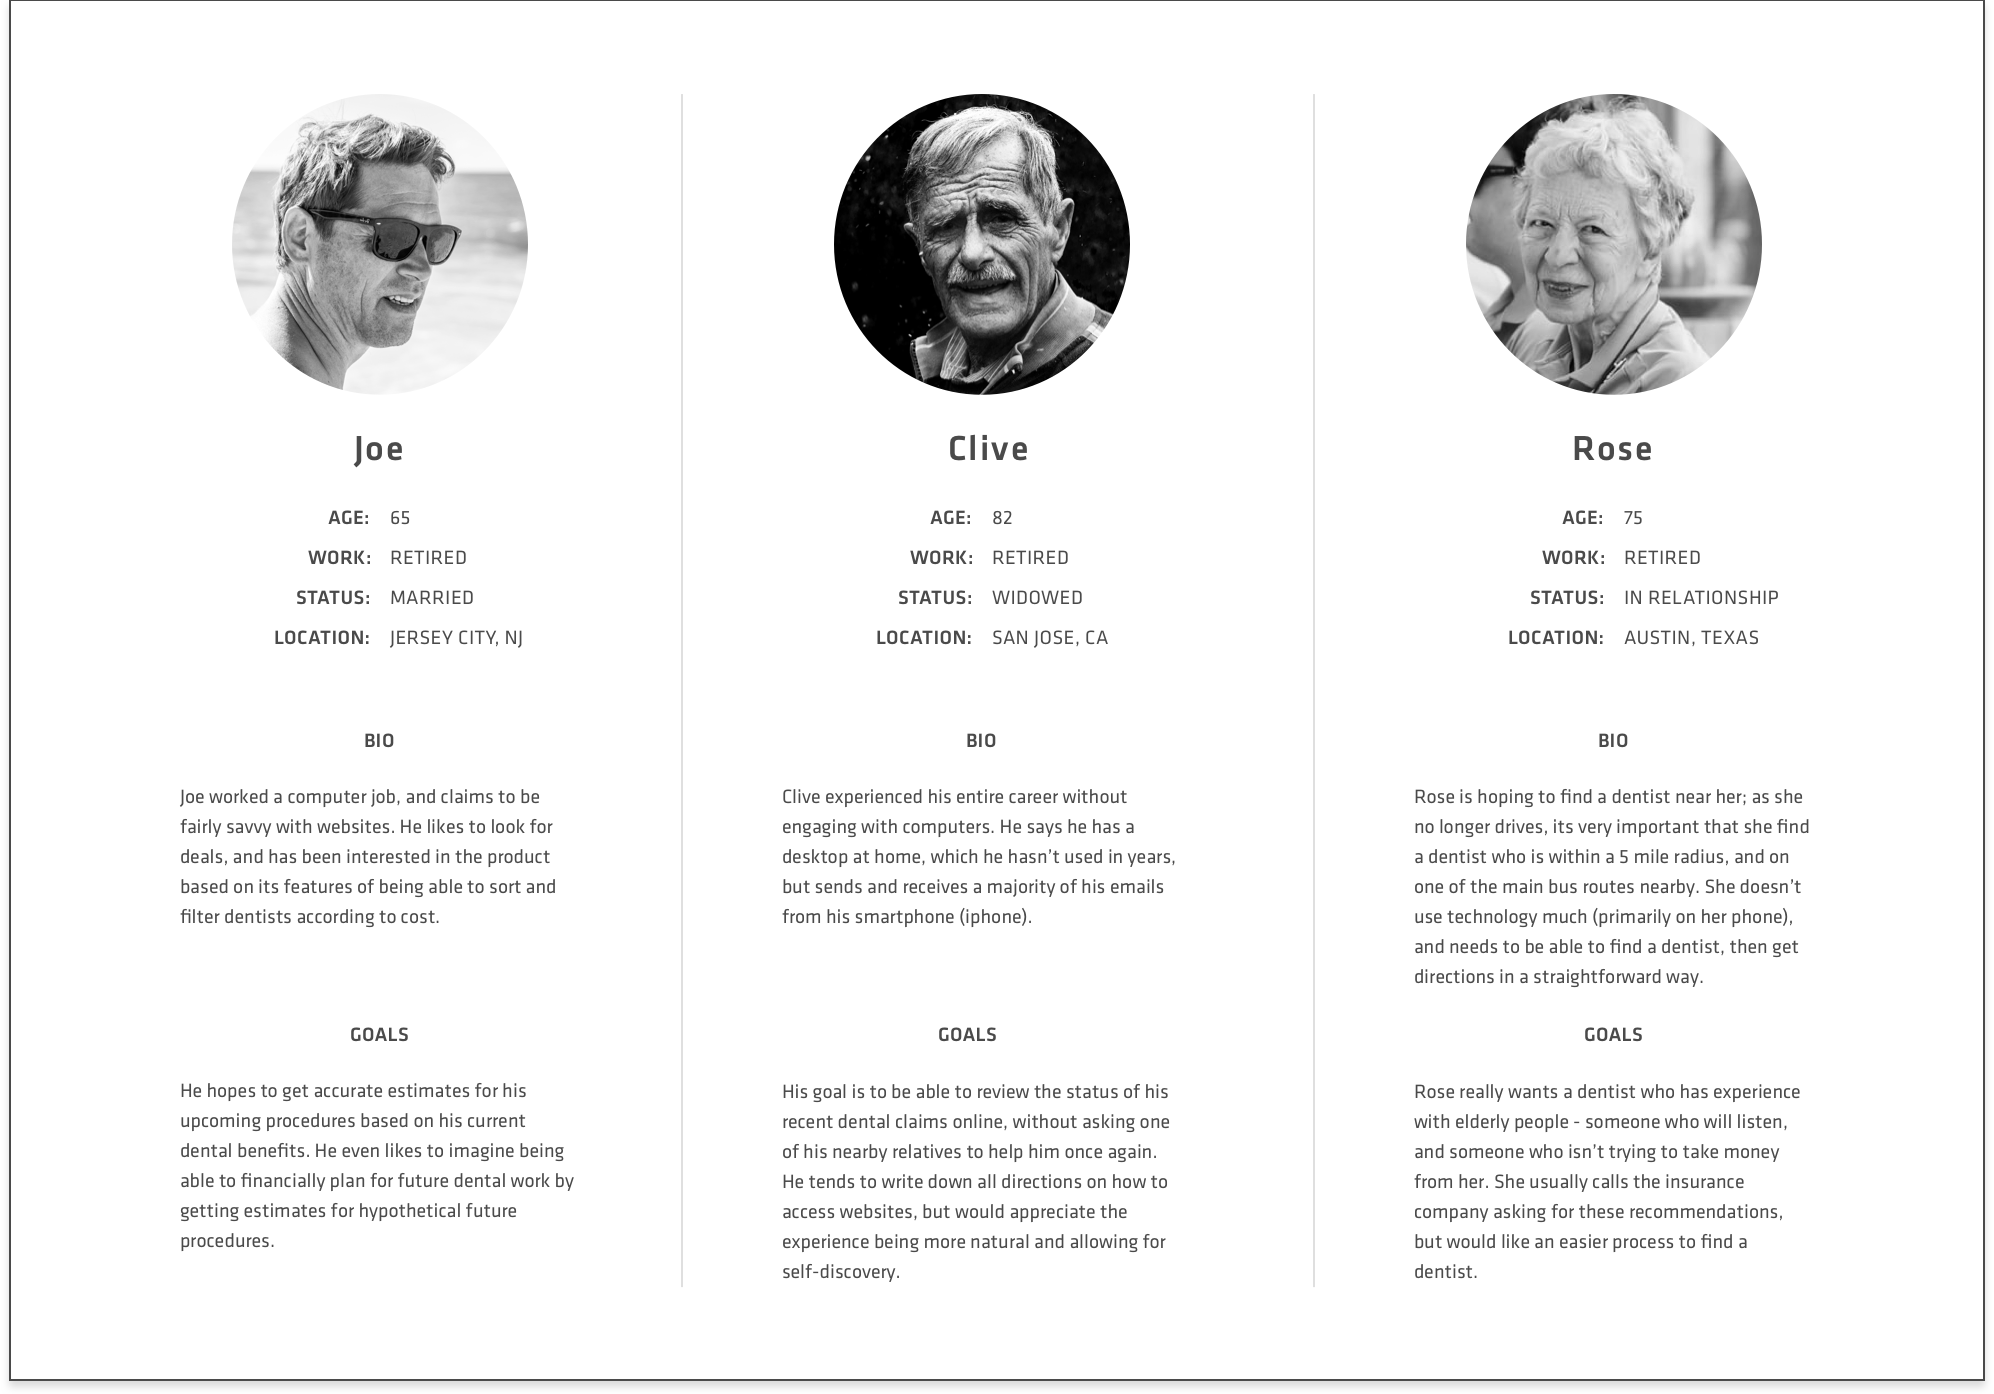 Joe
AGE: 65
WORK: RETIRED
STATUS: MARRIED
LOCATION: JERSEY CITY, NJ
BIO
Joe worked a computer job, and claims to be
fairly savvy with websites. He likes to look for
deals, and has been interested in the product
based on its features of being able to sort and
filter dentists according to cost.
GOALS
He hopes to get accurate estimates for his
upcoming procedures based on his current
dental benefits. He even likes to imagine being
able to financially plan for future dental work by
getting estimates for hypothetical future
procedures.
Clive
AGE: 82
WORK: RETIRED
STATUS: WIDOWED
LOCATION: SAN JOSE, CA
BIO
Clive experienced his entire career without
engaging with computers. He says he has a
desktop at home, which he hasn't used in years,
but sends and receives a majority of his emails
from his smartphone (iphone).
GOALS
His goal is to be able to review the status of his
recent dental claims online, without asking one
of his nearby relatives to help him once again.
He tends to write down all directions on how to
access websites, but would appreciate the
experience being more natural and allowing for
self-discovery.
Rose
AGE: 75
WORK: RETIRED
STATUS: IN RELATIONSHIP
LOCATION: AUSTIN, TEXAS
BIO
Rose is hoping to find a dentist near her; as she
no longer drives, its very important that she find
a dentist who is within a 5 mile radius, and on
one of the main bus routes nearby. She doesn't
use technology much (primarily on her phone),
and needs to be able to find a dentist, then get
directions in a straightforward way.
GOALS
Rose really wants a dentist who has experience
with elderly people - someone who will listen,
and someone who isn't trying to take money
from her. She usually calls the insurance
company asking for these recommendations,
but would like an easier process to find a
dentist.